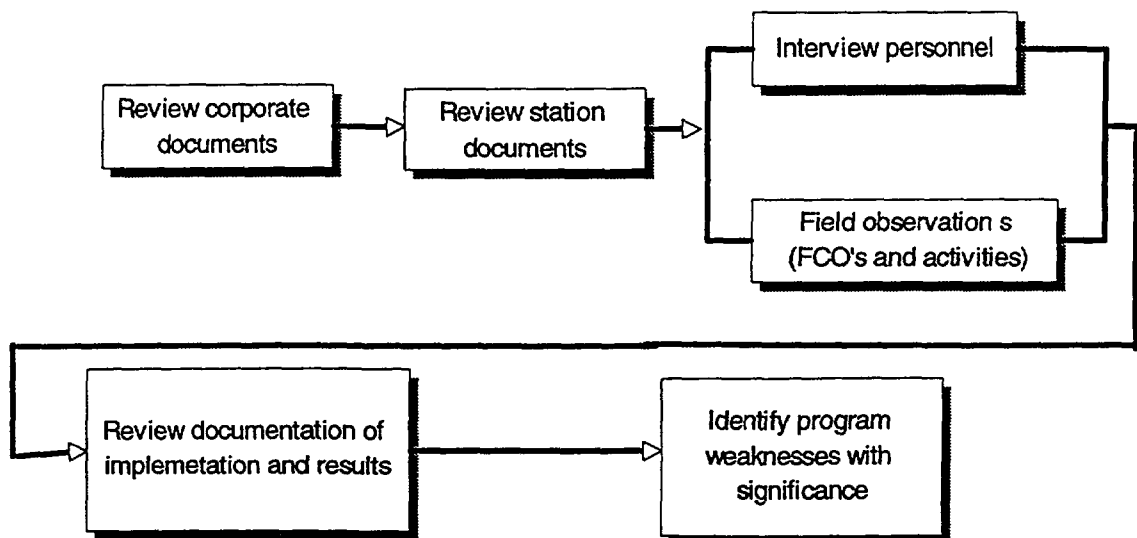 Review corporate
documents
Review station
documents
Interview personnel
Field observation s
(FCO's and activities)
Review documentation of
implemetation and results
Identify program
weaknesses with
significance